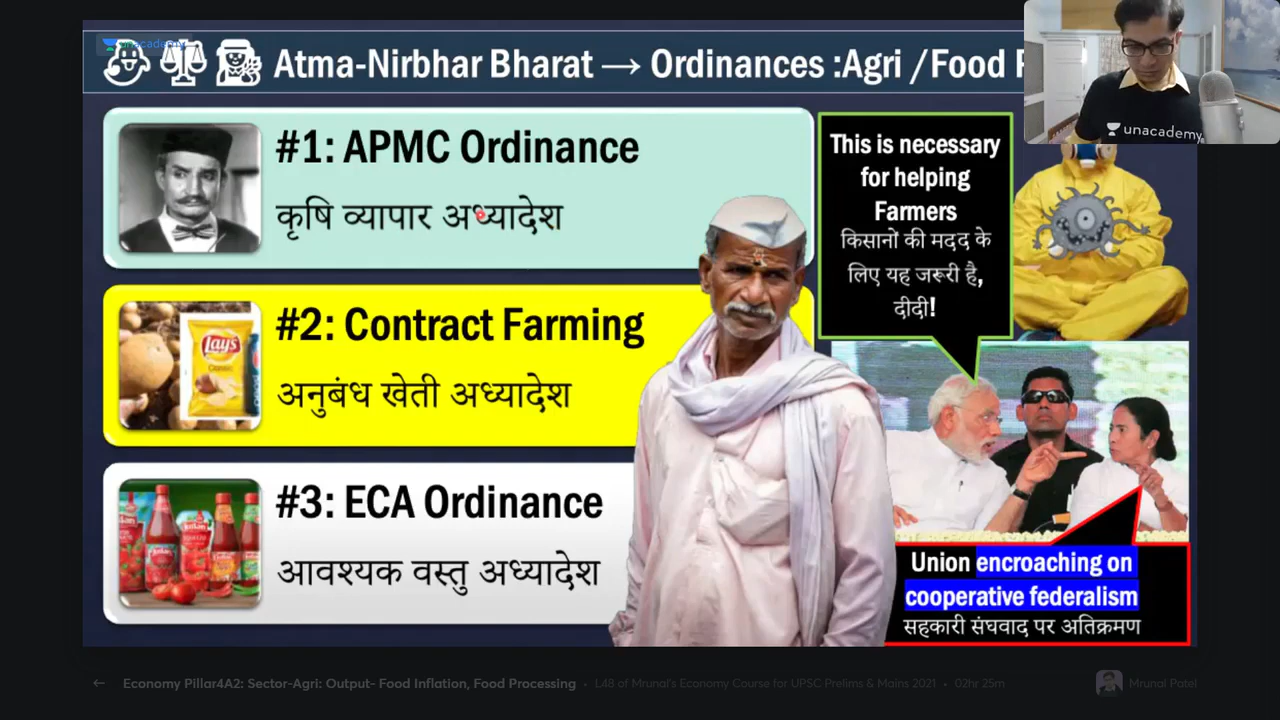 unacademy
Atma-Nirbhar Bharat → Ordinances :Agri /Food
#1: APMC Ordinance
कृषि व्यापार अध्यादेश
#2: Contract Farming
अनुबंध खेती अध्यादेश
#3: ECA Ordinance
आवश्यक वस्तु अध्यादेश
Lay's
Classic
This is necessary
for helping
Farmers
किसानों की मदद के
लिए यह जरूरी है,
दीदी!
unacademy
Union encroaching on
cooperative federalism
सहकारी संघवाद पर अतिक्रमण
← Economy Pillar4A2: Sector-Agri: Output- Food Inflation, Food Processing • L48 of Mrunal's Economy Course for UPSC Prelims & Mains 2021 • 02hr 25m
Mrunal Patel